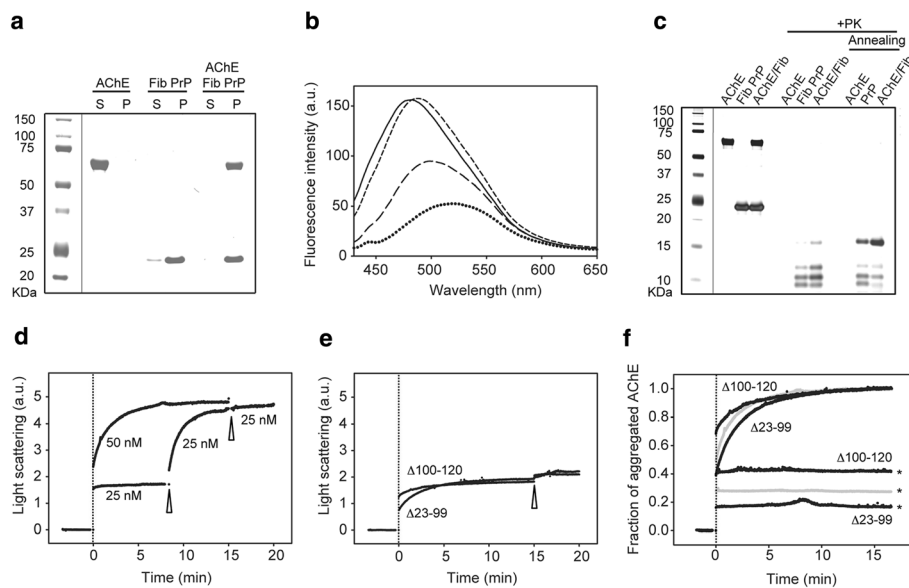 a
AChE
Fib PrP
AChE
Fib PrP
S P S P S P
150
100
75
50
37
25
20
KDa
b
Fluorescence intensity (a.u.)
150
100
50
0
450 500 550 600 650
Wavelength (nm)
c
+PK
Annealing
AChE
Fib PrP
AChE/Fib
AChE
Fib PrP
AChE/Fib
AChE
PrP
AChE/Fib
150
100
75
50
37
25
20
15
10
KDa
d
Light scattering (a.u.)
5
4
3
2
1
0
50 nM
25 nM
25 nM
25 nM
0 5 10 15 20
Time (min)
e
Light scattering (a.u.)
5
4
3
2
1
0
Δ100-120
Δ23-99
0 5 10 15 20
Time (min)
f
Fraction of aggregated AChE
1.0
0.8
0.6
0.4
0.2
0.0
Δ100-120
Δ23-99
Δ100-120
*
*
*
Δ23-99
0 5 10 15
Time (min)